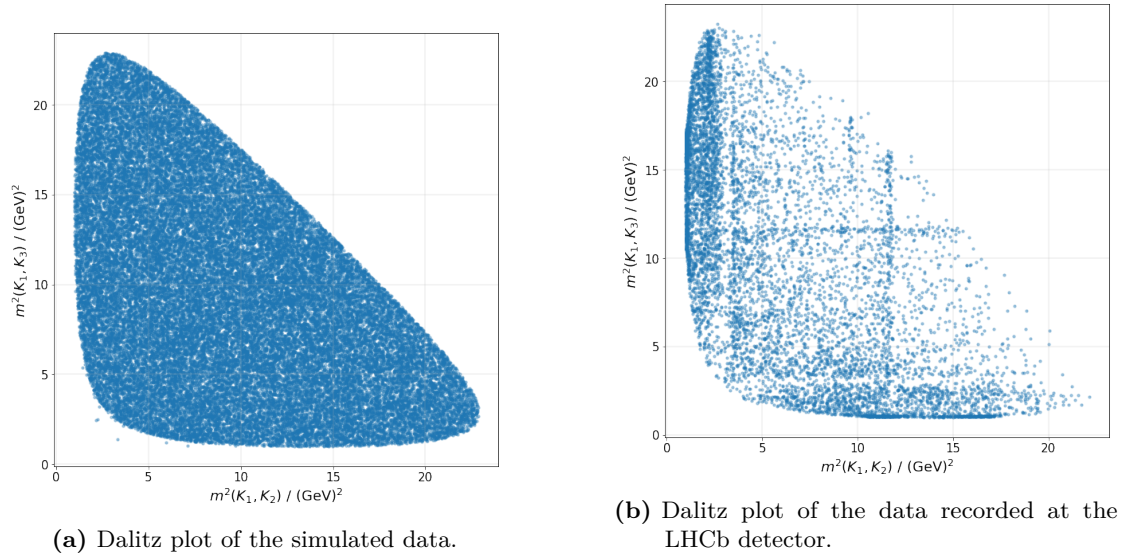 20
15
10
5
0
m²(K₁, K₃) / (GeV)²
0 5 10 15 20
m²(K₁, K₂) / (GeV)²
(a) Dalitz plot of the simulated data.
20
15
10
5
0
m²(K₁, K₃) / (GeV)²
0 5 10 15 20
m²(K₁, K₂) / (GeV)²
(b) Dalitz plot of the data recorded at the
LHCb detector.